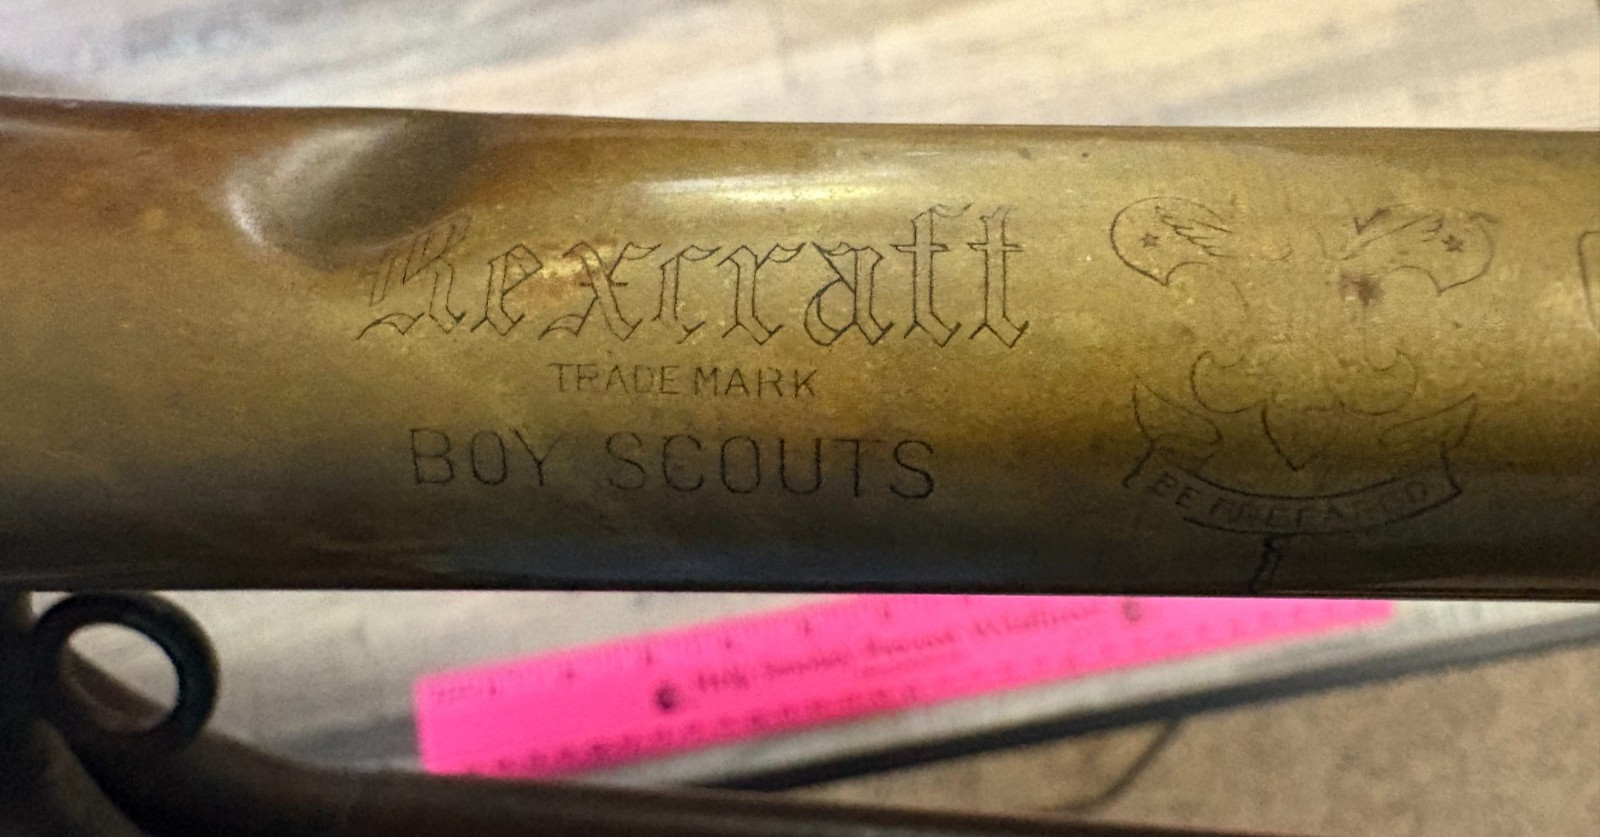 Rexcraft
TRADE MARK
BOY SCOUTS
BE PREPARED